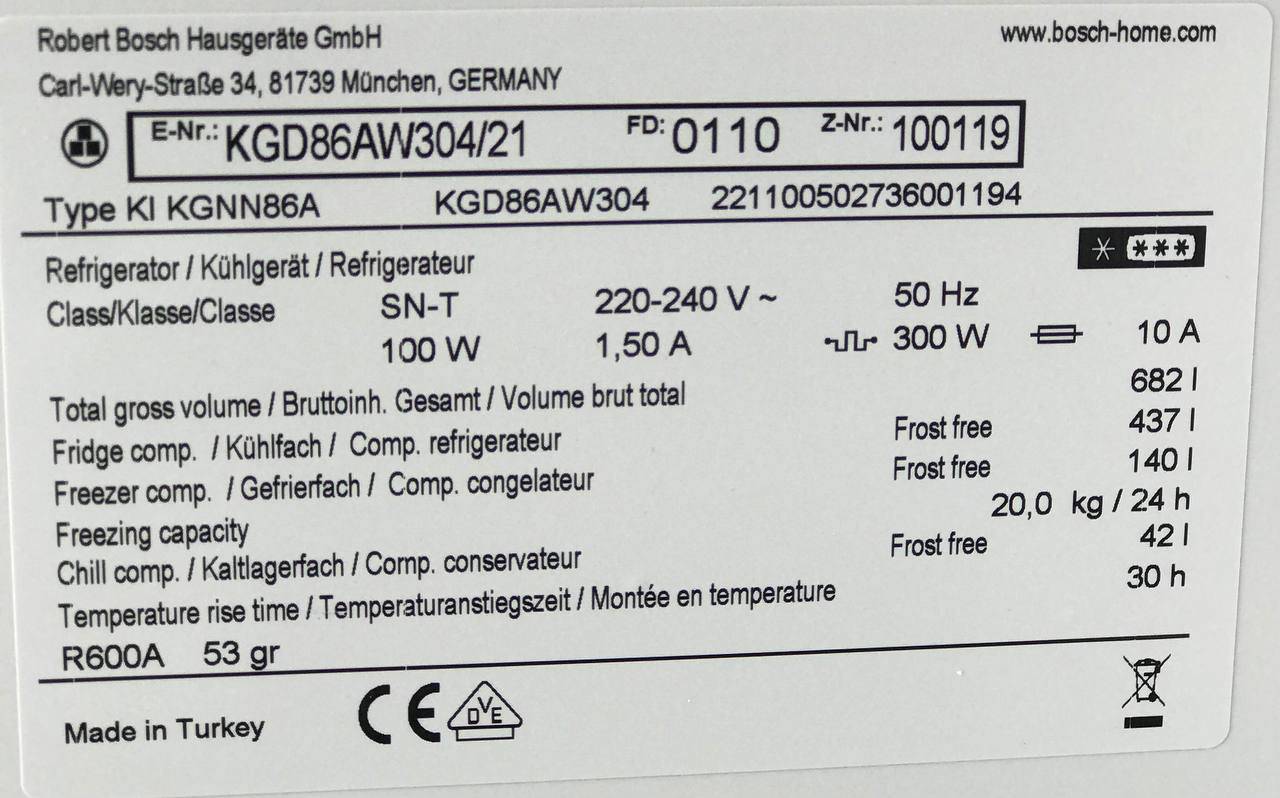 Robert Bosch Hausgeräte GmbH www.bosch-home.com
Carl-Wery-Straße 34, 81739 München, GERMANY
E-Nr.: KGD86AW304/21 FD: 0110 Z-Nr.: 100119
Type KI KGNN86A KGD86AW304 221100502736001194
Refrigerator / Kühlgerät / Refrigerateur
Class/Klasse/Classe SN-T 220-240 V ~ 50 Hz
100 W 1,50 A 300 W 10 A
Total gross volume / Bruttoinh. Gesamt / Volume brut total 682 l
Fridge comp. / Kühlfach / Comp. refrigerateur Frost free 437 l
Freezer comp. / Gefrierfach / Comp. congelateur Frost free 140 l
Freezing capacity 20,0 kg / 24 h
Chill comp. / Kaltlagerfach / Comp. conservateur Frost free 42 l
Temperature rise time / Temperaturanstiegszeit / Montée en temperature 30 h
R600A 53 gr
Made in Turkey CE DVE